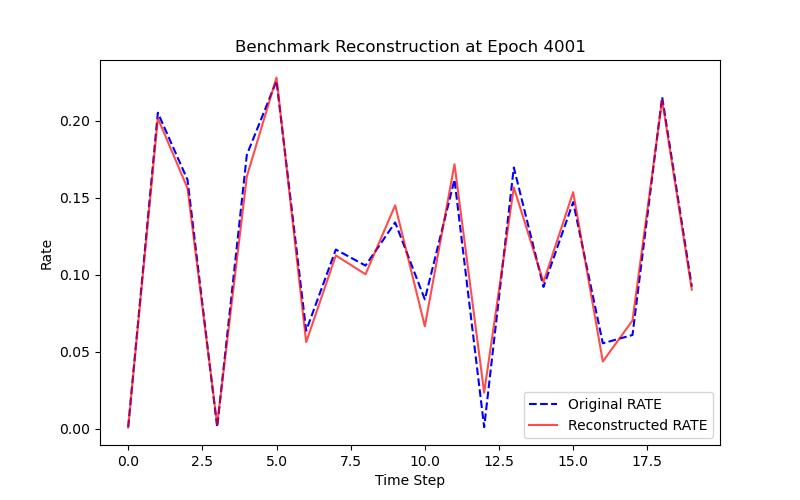 Benchmark Reconstruction at Epoch 4001
Rate
0.20
0.15
0.10
0.05
0.00
Original RATE
Reconstructed RATE
0.0 2.5 5.0 7.5 10.0 12.5 15.0 17.5
Time Step